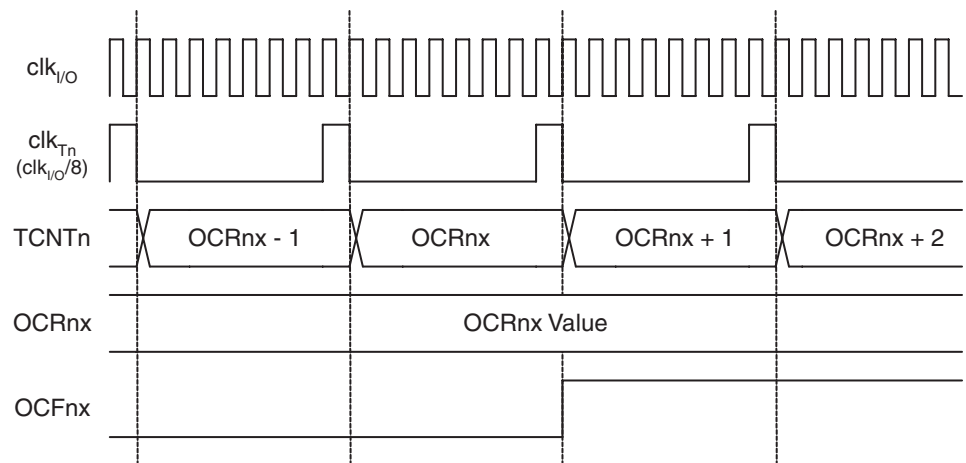 clkI/O
clkTn
(clkI/O/8)
TCNTn
OCRnx - 1
OCRnx
OCRnx + 1
OCRnx + 2
OCRnx
OCRnx Value
OCFnx